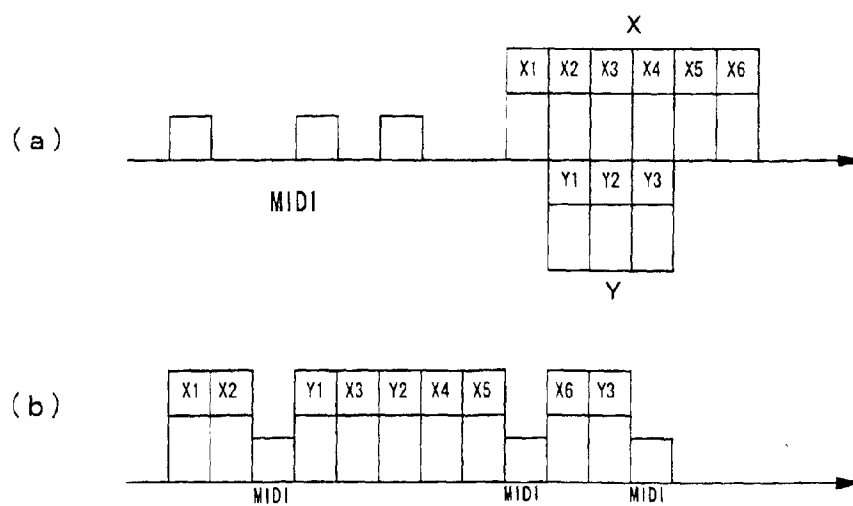 X
X1 X2 X3 X4 X5 X6
(a)
Y1 Y2 Y3
MIDI
Y
(b)
X1 X2 Y1 X3 Y2 X4 X5 X6 Y3
MIDI MIDI MIDI